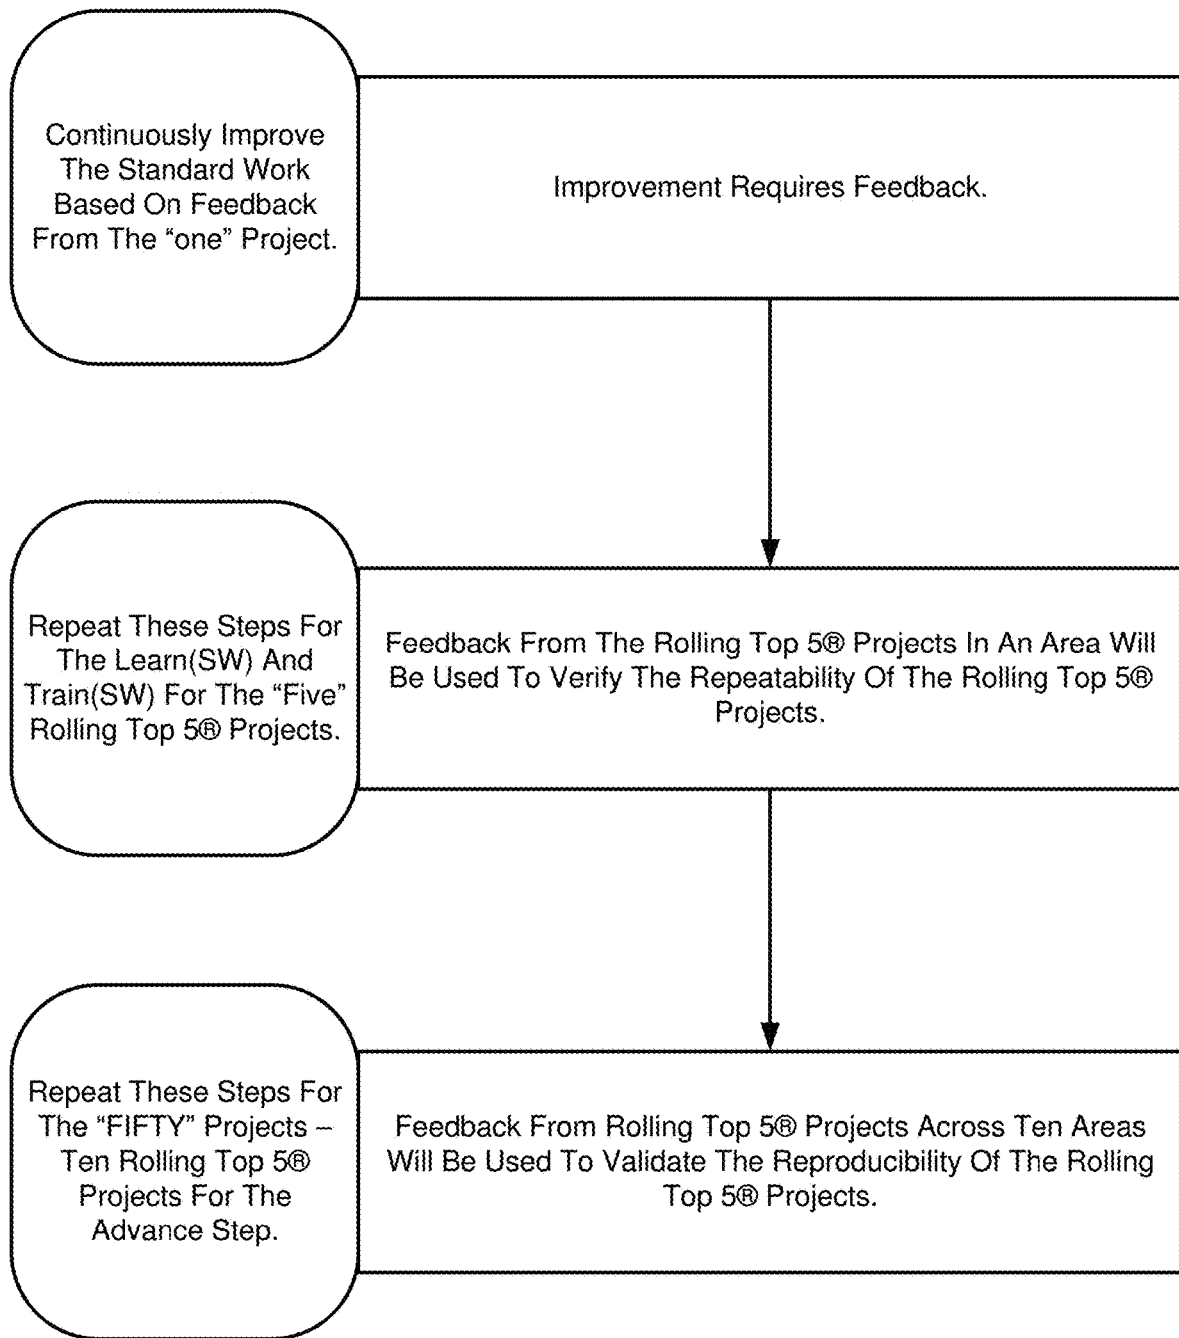 Continuously Improve
The Standard Work
Based On Feedback
From The “one” Project.
Improvement Requires Feedback.
Repeat These Steps For
The Learn(SW) And
Train(SW) For The “Five”
Rolling Top 5® Projects.
Feedback From The Rolling Top 5® Projects In An Area Will
Be Used To Verify The Repeatability Of The Rolling Top 5®
Projects.
Repeat These Steps For
The “FIFTY” Projects –
Ten Rolling Top 5®
Projects For The
Advance Step.
Feedback From Rolling Top 5® Projects Across Ten Areas
Will Be Used To Validate The Reproducibility Of The Rolling
Top 5® Projects.